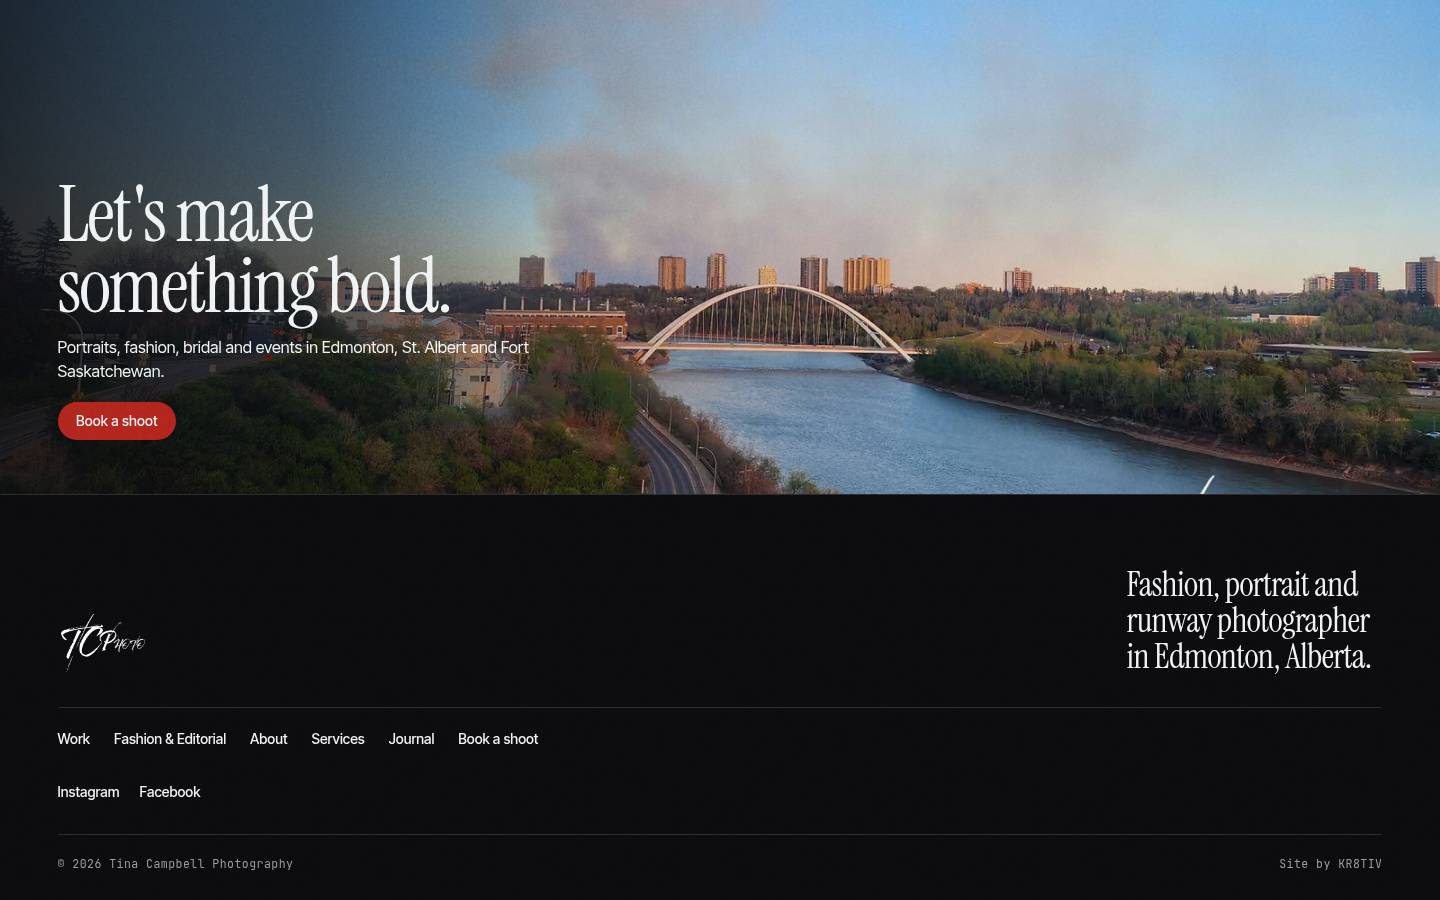 Let's make
something bold.
Portraits, fashion, bridal and events in Edmonton, St. Albert and Fort
Saskatchewan.
Book a shoot
Fashion, portrait and
runway photographer
in Edmonton, Alberta.
TCPHOTO
Work Fashion & Editorial About Services Journal Book a shoot
Instagram Facebook
© 2026 Tina Campbell Photography
Site by KR8TIV